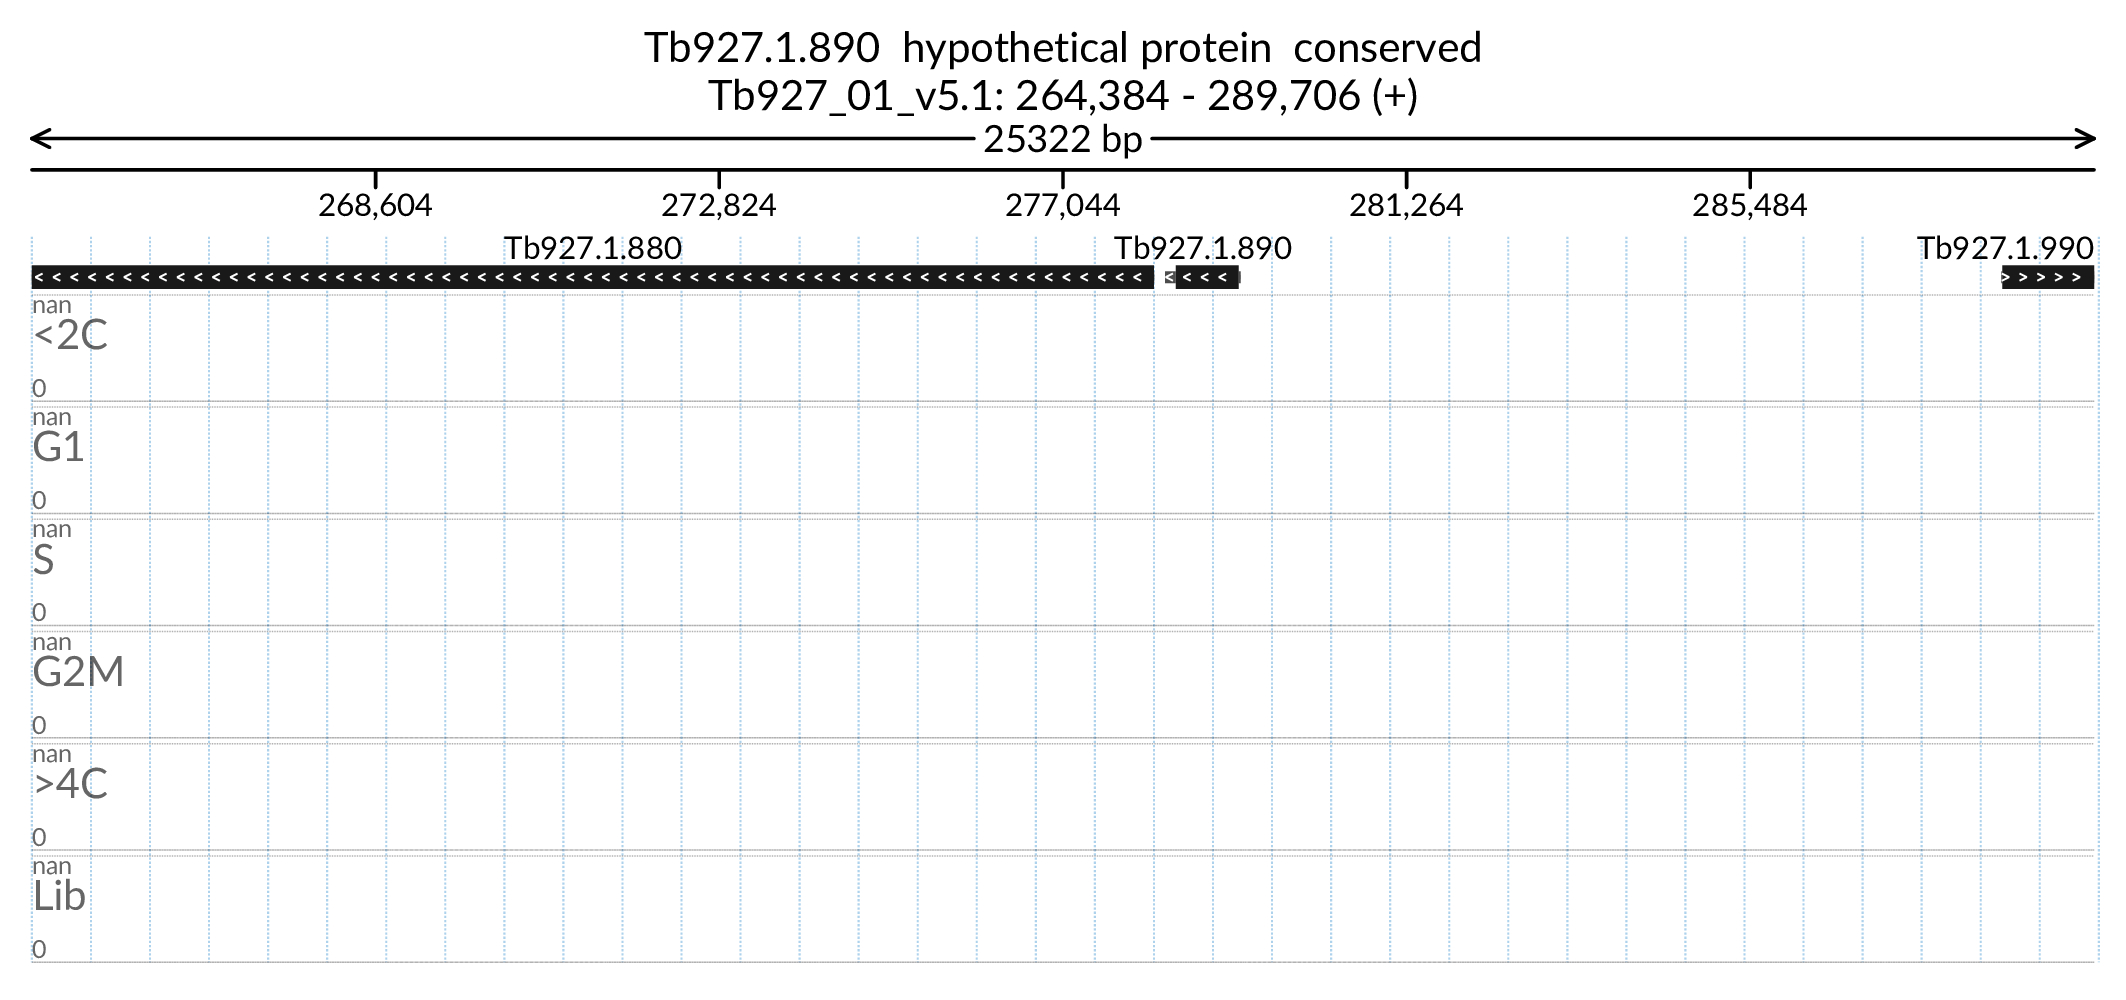 Tb927.1.890  hypothetical protein  conserved
Tb927_01_v5.1: 264,384 - 289,706 (+)
25322 bp
268,604 272,824 277,044 281,264 285,484
Tb927.1.880 Tb927.1.890 Tb927.1.990
nan
<2C
0
nan
G1
0
nan
S
0
nan
G2M
0
nan
>4C
0
nan
Lib
0